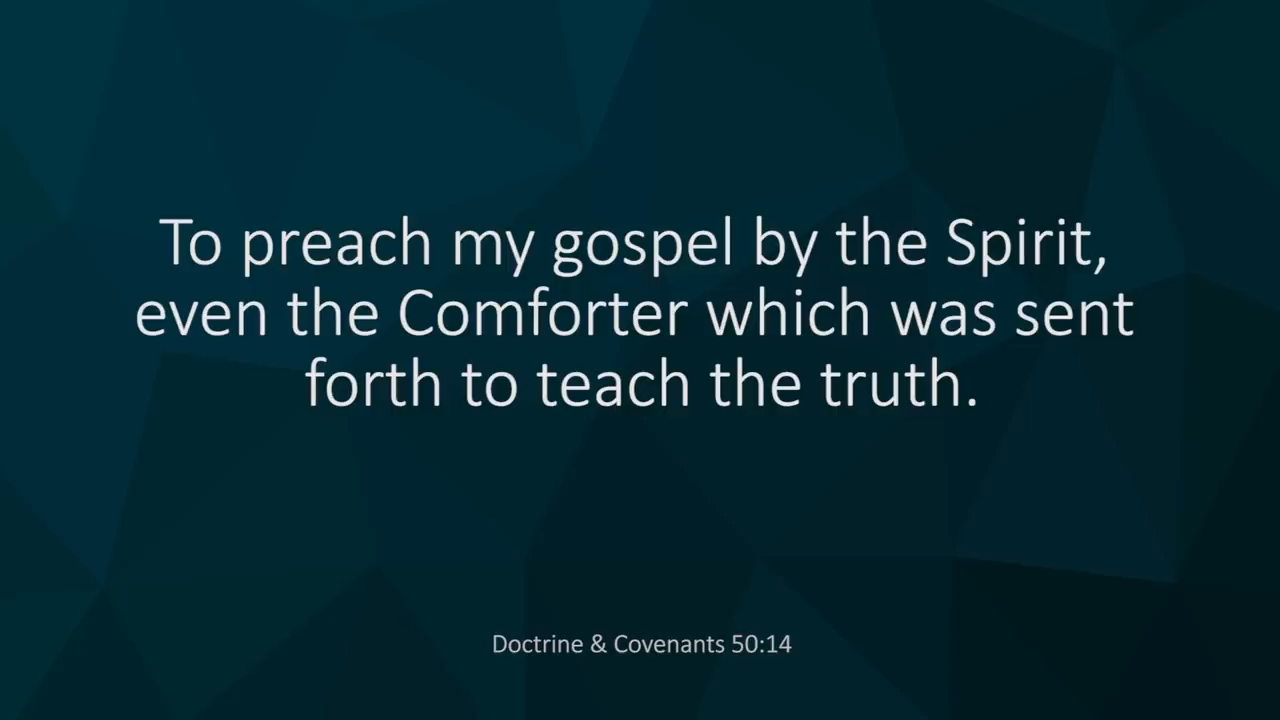 To preach my gospel by the Spirit,
even the Comforter which was sent
forth to teach the truth.
Doctrine & Covenants 50:14